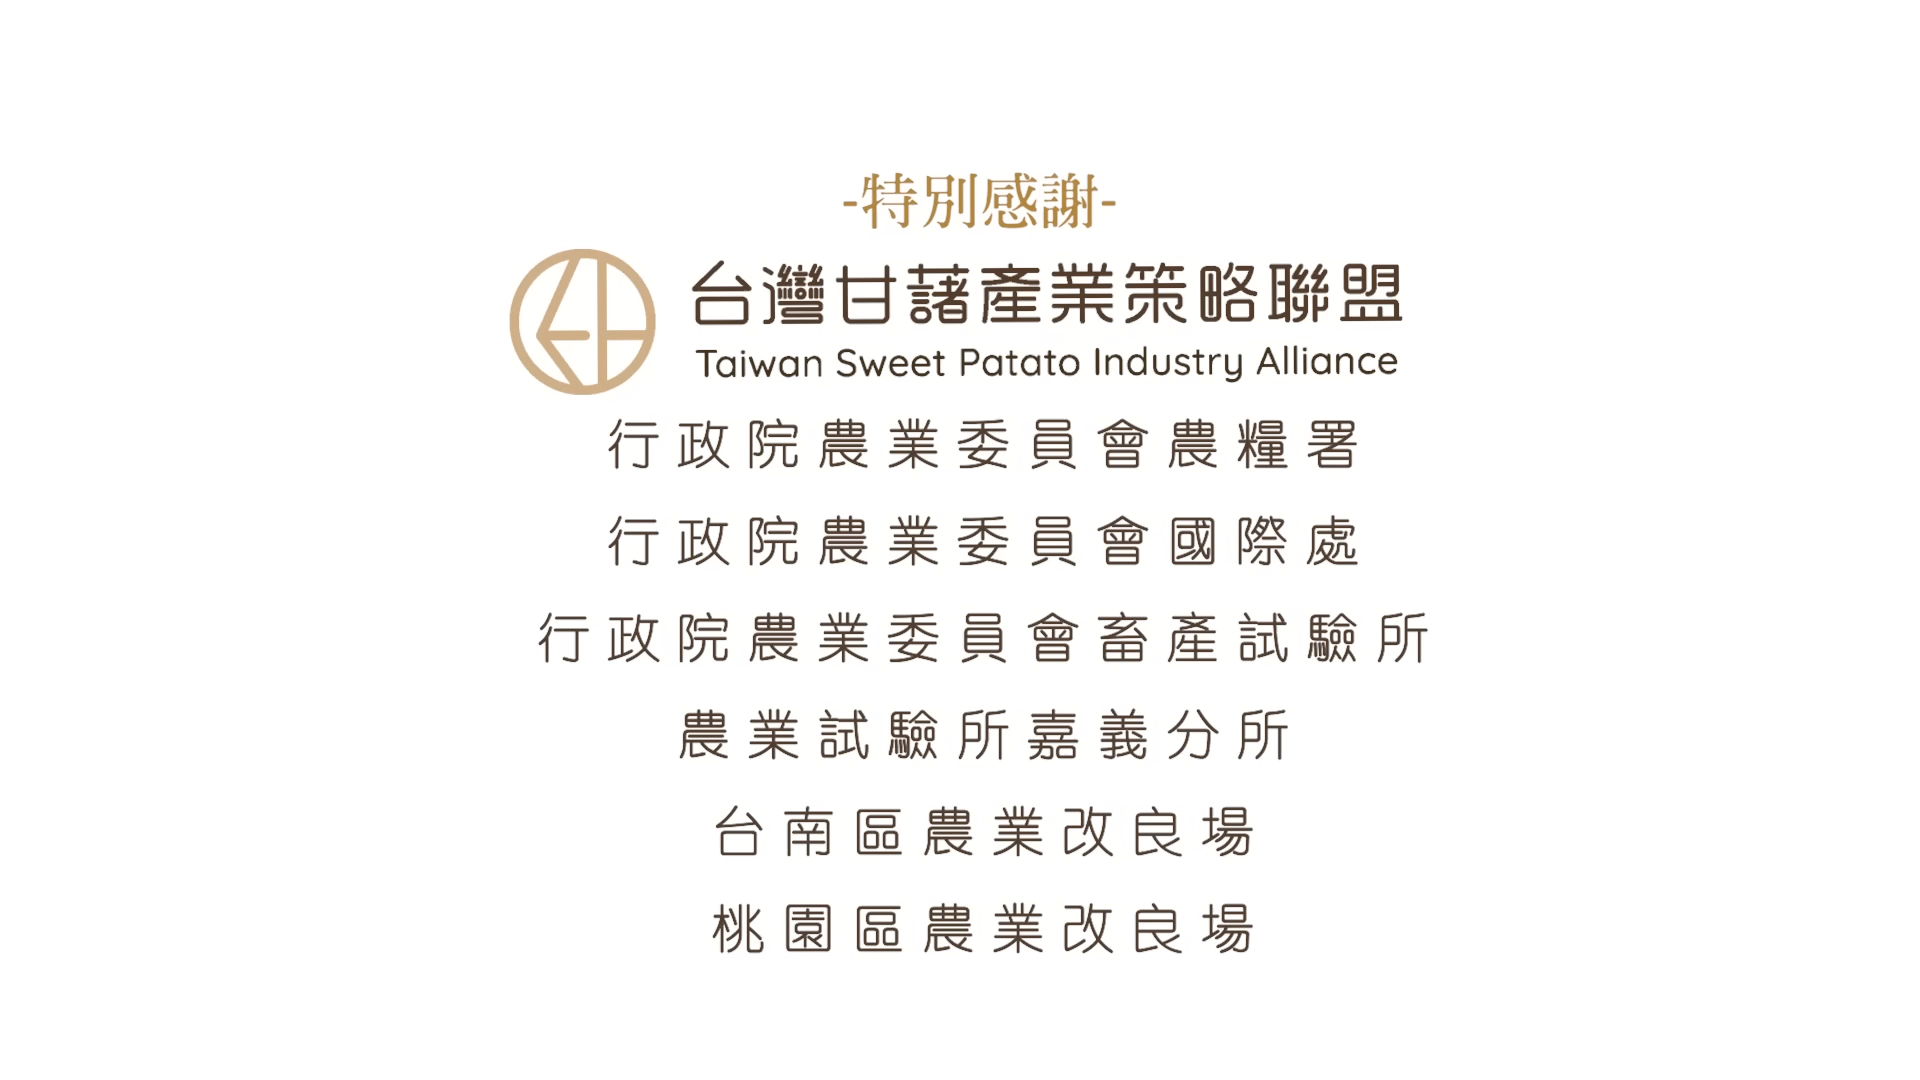 -特別感謝-
台灣甘藷產業策略聯盟
Taiwan Sweet Patato Industry Alliance
行政院農業委員會農糧署
行政院農業委員會國際處
行政院農業委員會畜產試驗所
農業試驗所嘉義分所
台南區農業改良場
桃園區農業改良場